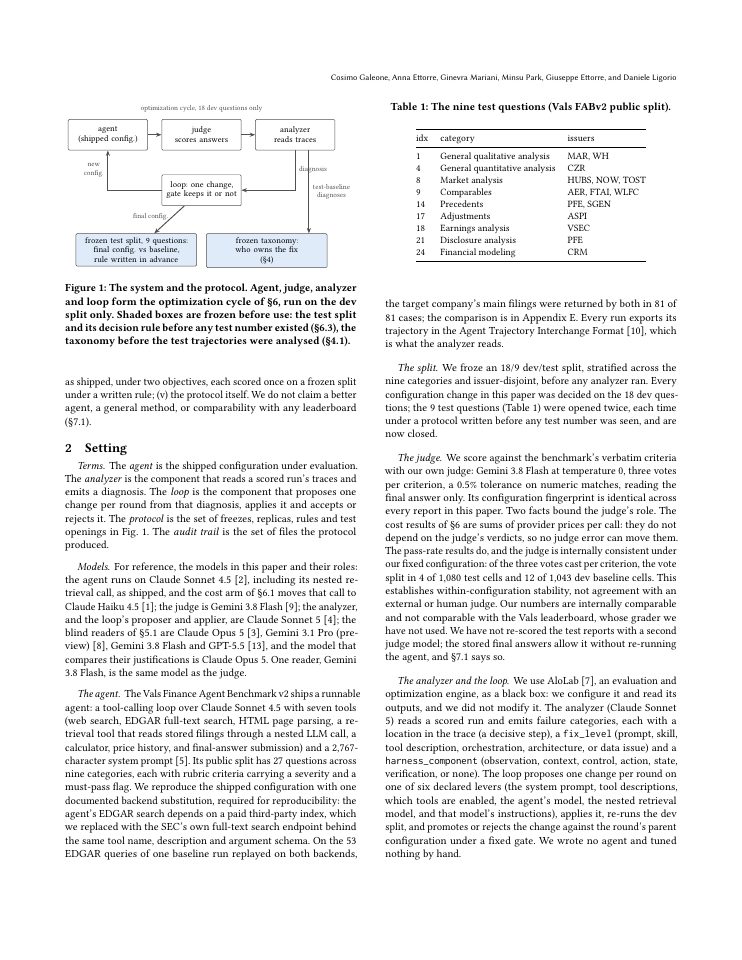 Cosimo Galeone, Anna Ettorre, Ginevra Mariani, Minsu Park, Giuseppe Ettorre, and Daniele Ligorio
optimization cycle, 18 dev questions only
agent
(shipped config.)
judge
scores answers
analyzer
reads traces
new
config.
diagnosis
loop: one change,
gate keeps it or not
test-baseline
diagnoses
final config.
frozen test split, 9 questions:
final config. vs baseline,
rule written in advance
frozen taxonomy:
who owns the fix
(§4)
Figure 1: The system and the protocol. Agent, judge, analyzer
and loop form the optimization cycle of §6, run on the dev
split only. Shaded boxes are frozen before use: the test split
and its decision rule before any test number existed (§6.3), the
taxonomy before the test trajectories were analysed (§4.1).
as shipped, under two objectives, each scored once on a frozen split
under a written rule; (v) the protocol itself. We do not claim a better
agent, a general method, or comparability with any leaderboard
(§7.1).
2 Setting
Terms. The agent is the shipped configuration under evaluation.
The analyzer is the component that reads a scored run's traces and
emits a diagnosis. The loop is the component that proposes one
change per round from that diagnosis, applies it and accepts or
rejects it. The protocol is the set of freezes, replicas, rules and test
openings in Fig. 1. The audit trail is the set of files the protocol
produced.
Models. For reference, the models in this paper and their roles:
the agent runs on Claude Sonnet 4.5 [2], including its nested re-
trieval call, as shipped, and the cost arm of §6.1 moves that call to
Claude Haiku 4.5 [1]; the judge is Gemini 3.8 Flash [9]; the analyzer,
and the loop's proposer and applier, are Claude Sonnet 5 [4]; the
blind readers of §5.1 are Claude Opus 5 [3], Gemini 3.1 Pro (pre-
view) [8], Gemini 3.8 Flash and GPT-5.5 [13], and the model that
compares their justifications is Claude Opus 5. One reader, Gemini
3.8 Flash, is the same model as the judge.
The agent. The Vals Finance Agent Benchmark v2 ships a runnable
agent: a tool-calling loop over Claude Sonnet 4.5 with seven tools
(web search, EDGAR full-text search, HTML page parsing, a re-
trieval tool that reads stored filings through a nested LLM call, a
calculator, price history, and final-answer submission) and a 2,767-
character system prompt [5]. Its public split has 27 questions across
nine categories, each with rubric criteria carrying a severity and a
must-pass flag. We reproduce the shipped configuration with one
documented backend substitution, required for reproducibility: the
agent's EDGAR search depends on a paid third-party index, which
we replaced with the SEC's own full-text search endpoint behind
the same tool name, description and argument schema. On the 53
EDGAR queries of one baseline run replayed on both backends,
Table 1: The nine test questions (Vals FABv2 public split).
idx category issuers
1 General qualitative analysis MAR, WH
4 General quantitative analysis CZR
8 Market analysis HUBS, NOW, TOST
9 Comparables AER, FTAI, WLFC
14 Precedents PFE, SGEN
17 Adjustments ASPI
18 Earnings analysis VSEC
21 Disclosure analysis PFE
24 Financial modeling CRM
the target company's main filings were returned by both in 81 of
81 cases; the comparison is in Appendix E. Every run exports its
trajectory in the Agent Trajectory Interchange Format [10], which
is what the analyzer reads.
The split. We froze an 18/9 dev/test split, stratified across the
nine categories and issuer-disjoint, before any analyzer ran. Every
configuration change in this paper was decided on the 18 dev ques-
tions; the 9 test questions (Table 1) were opened twice, each time
under a protocol written before any test number was seen, and are
now closed.
The judge. We score against the benchmark's verbatim criteria
with our own judge: Gemini 3.8 Flash at temperature 0, three votes
per criterion, a 0.5% tolerance on numeric matches, reading the
final answer only. Its configuration fingerprint is identical across
every report in this paper. Two facts bound the judge's role. The
cost results of §6 are sums of provider prices per call: they do not
depend on the judge's verdicts, so no judge error can move them.
The pass-rate results do, and the judge is internally consistent under
our fixed configuration: of the three votes cast per criterion, the vote
split in 4 of 1,080 test cells and 12 of 1,043 dev baseline cells. This
establishes within-configuration stability, not agreement with an
external or human judge. Our numbers are internally comparable
and not comparable with the Vals leaderboard, whose grader we
have not used. We have not re-scored the test reports with a second
judge model; the stored final answers allow it without re-running
the agent, and §7.1 says so.
The analyzer and the loop. We use AloLab [7], an evaluation and
optimization engine, as a black box: we configure it and read its
outputs, and we did not modify it. The analyzer (Claude Sonnet
5) reads a scored run and emits failure categories, each with a
location in the trace (a decisive step), a fix_level (prompt, skill,
tool description, orchestration, architecture, or data issue) and a
harness_component (observation, context, control, action, state,
verification, or none). The loop proposes one change per round on
one of six declared levers (the system prompt, tool descriptions,
which tools are enabled, the agent's model, the nested retrieval
model, and that model's instructions), applies it, re-runs the dev
split, and promotes or rejects the change against the round's parent
configuration under a fixed gate. We wrote no agent and tuned
nothing by hand.